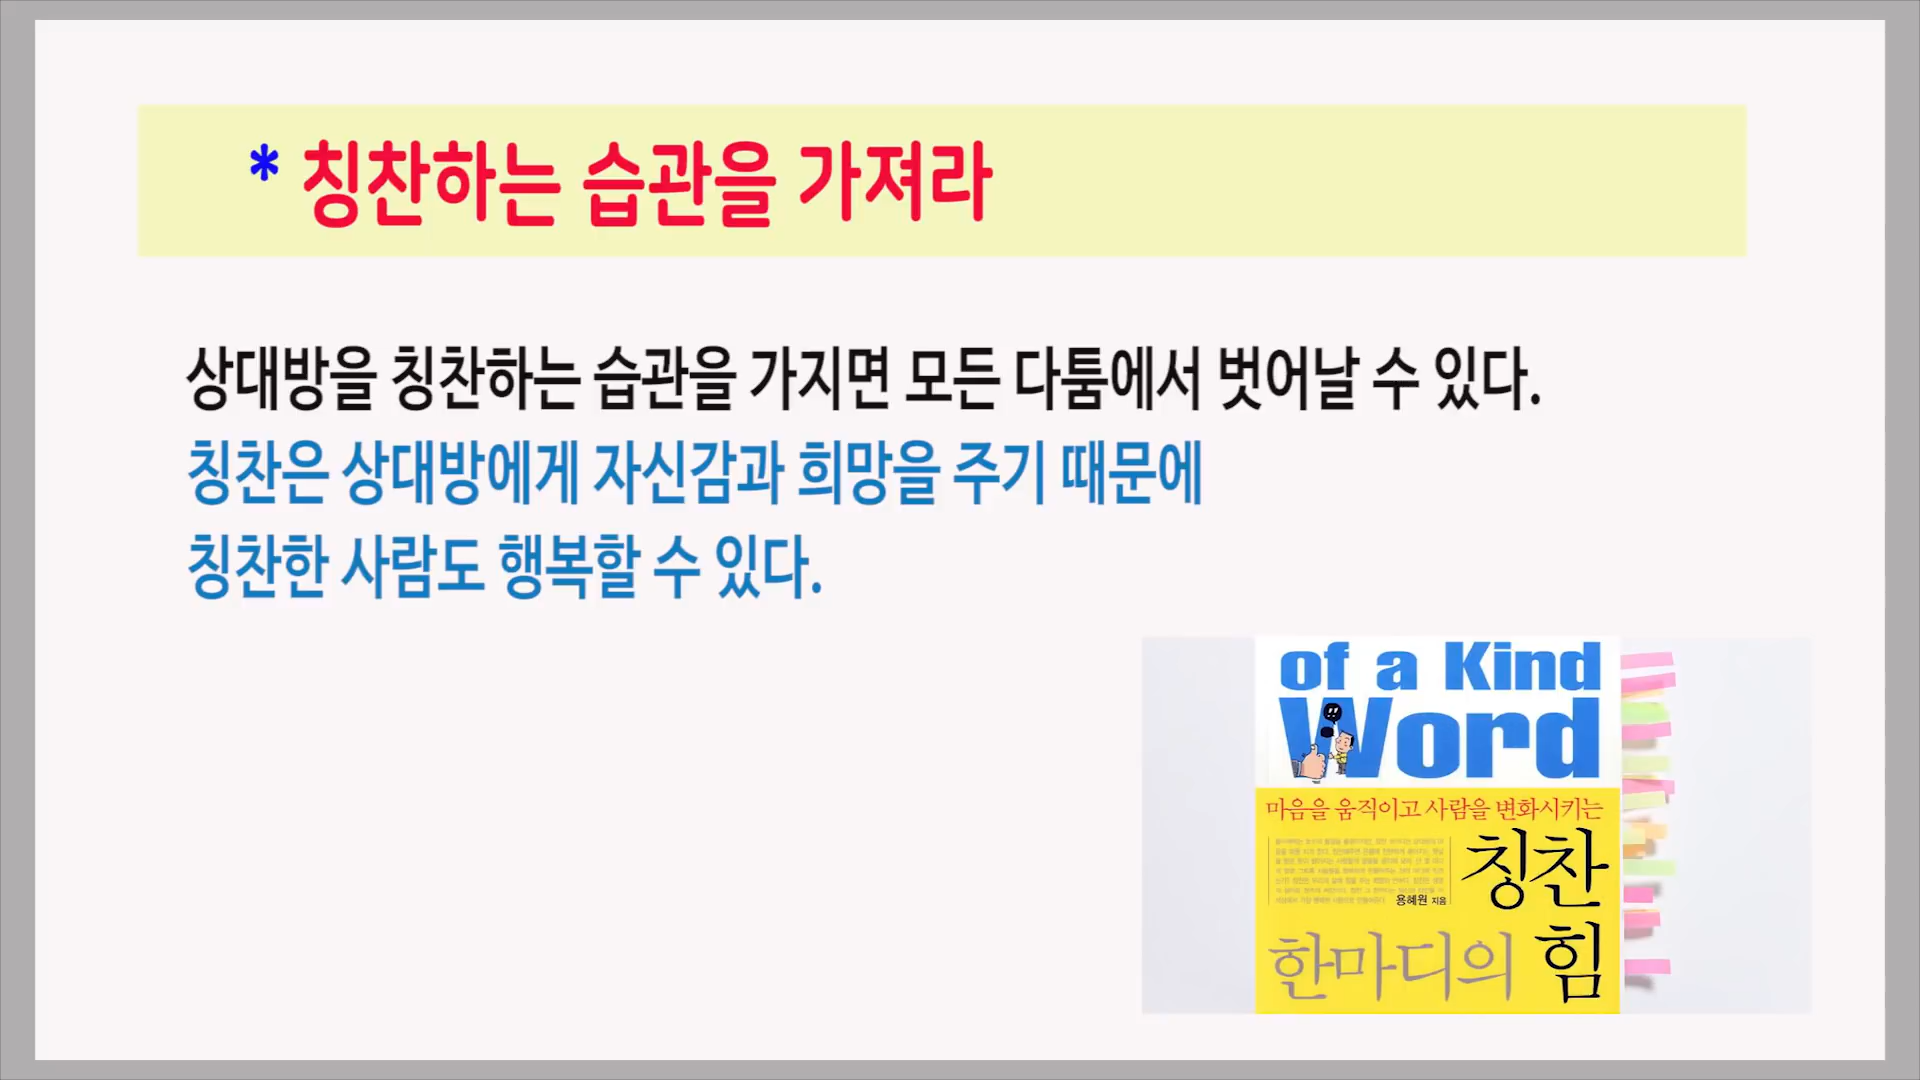 * 칭찬하는 습관을 가져라
상대방을 칭찬하는 습관을 가지면 모든 다툼에서 벗어날 수 있다.
칭찬은 상대방에게 자신감과 희망을 주기 때문에
칭찬한 사람도 행복할 수 있다.
of a Kind
Word
마음을 움직이고 사람을 변화시키는
칭찬
용혜원 지음
한마디의 힘